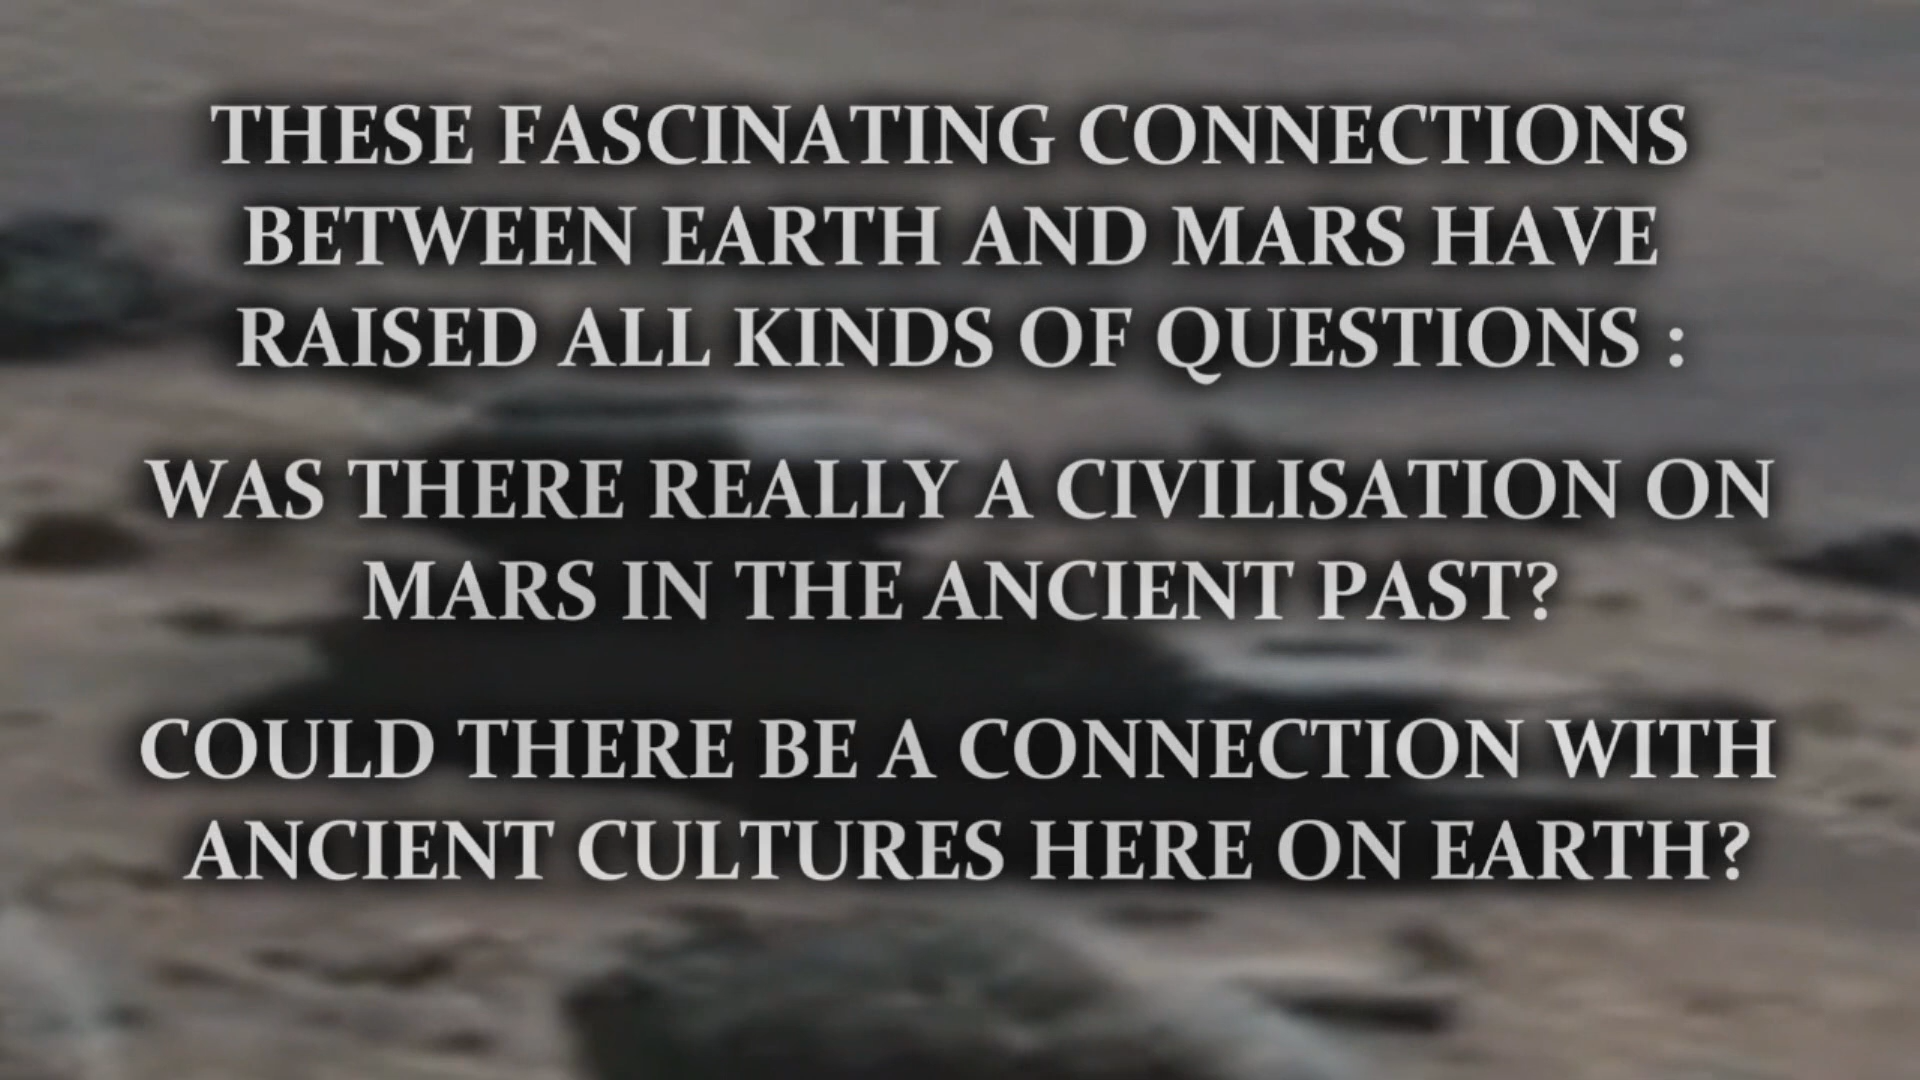 THESE FASCINATING CONNECTIONS
BETWEEN EARTH AND MARS HAVE
RAISED ALL KINDS OF QUESTIONS :
WAS THERE REALLY A CIVILISATION ON
MARS IN THE ANCIENT PAST?
COULD THERE BE A CONNECTION WITH
ANCIENT CULTURES HERE ON EARTH?